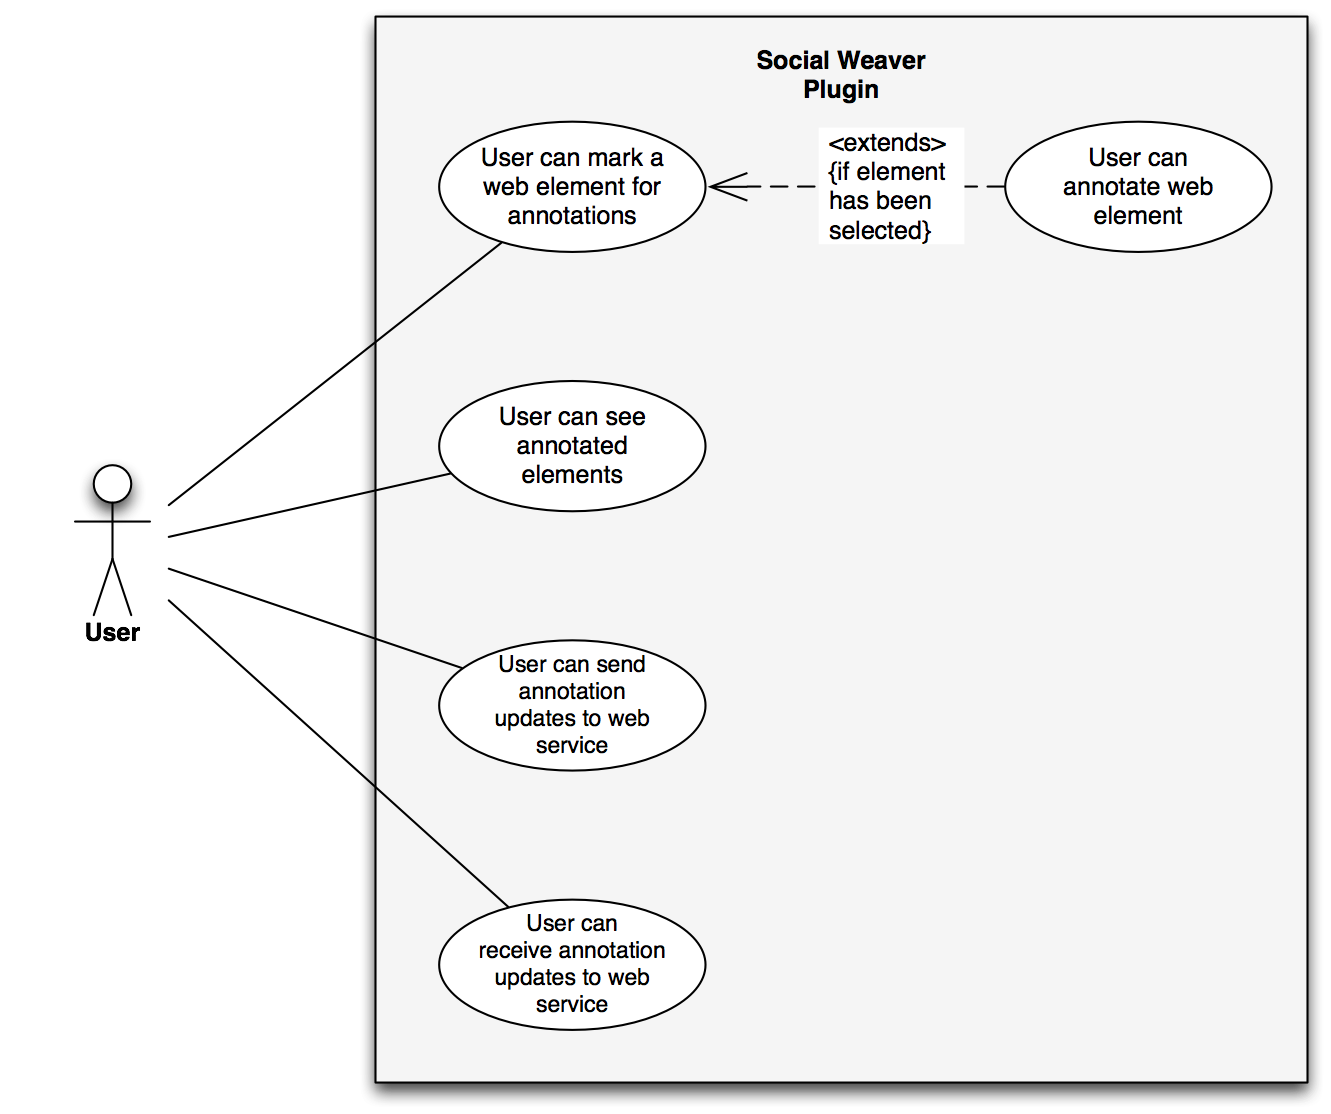 Social Weaver
Plugin
User can mark a
web element for
annotations
<extends>
{if element
has been
selected}
User can
annotate web
element
User can see
annotated
elements
User
User can send
annotation
updates to web
service
User can
receive annotation
updates to web
service